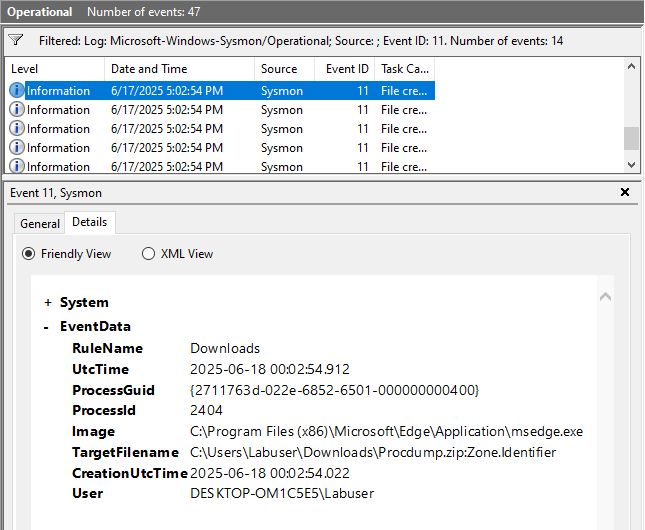 Operational Number of events: 47
Filtered: Log: Microsoft-Windows-Sysmon/Operational; Source: ; Event ID: 11. Number of events: 14
Level Date and Time Source Event ID Task Ca...
Information 6/17/2025 5:02:54 PM Sysmon 11 File cre...
Information 6/17/2025 5:02:54 PM Sysmon 11 File cre...
Information 6/17/2025 5:02:54 PM Sysmon 11 File cre...
Information 6/17/2025 5:02:54 PM Sysmon 11 File cre...
Information 6/17/2025 5:02:54 PM Sysmon 11 File cre...
Event 11, Sysmon
General Details
Friendly View XML View
+ System
- EventData
RuleName Downloads
UtcTime 2025-06-18 00:02:54.912
ProcessGuid {2711763d-022e-6852-6501-000000000400}
ProcessId 2404
Image C:\Program Files (x86)\Microsoft\Edge\Application\msedge.exe
TargetFilename C:\Users\Labuser\Downloads\Procdump.zip:Zone.Identifier
CreationUtcTime 2025-06-18 00:02:54.022
User DESKTOP-OM1C5E5\Labuser